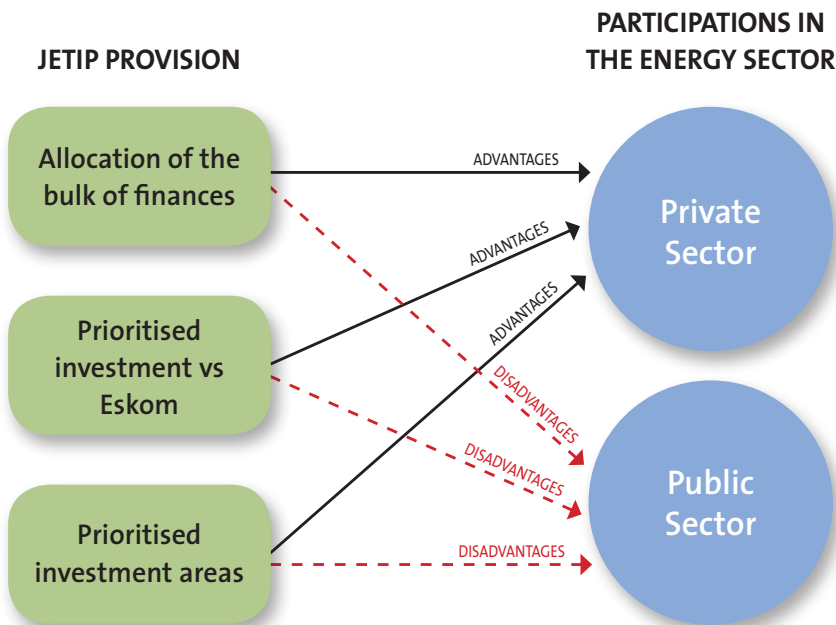 JETIP PROVISION
PARTICIPATIONS IN
THE ENERGY SECTOR
Allocation of the
bulk of finances
Prioritised
investment vs
Eskom
Prioritised
investment areas
ADVANTAGES
ADVANTAGES
ADVANTAGES
DISADVANTAGES
DISADVANTAGES
DISADVANTAGES
Private
Sector
Public
Sector